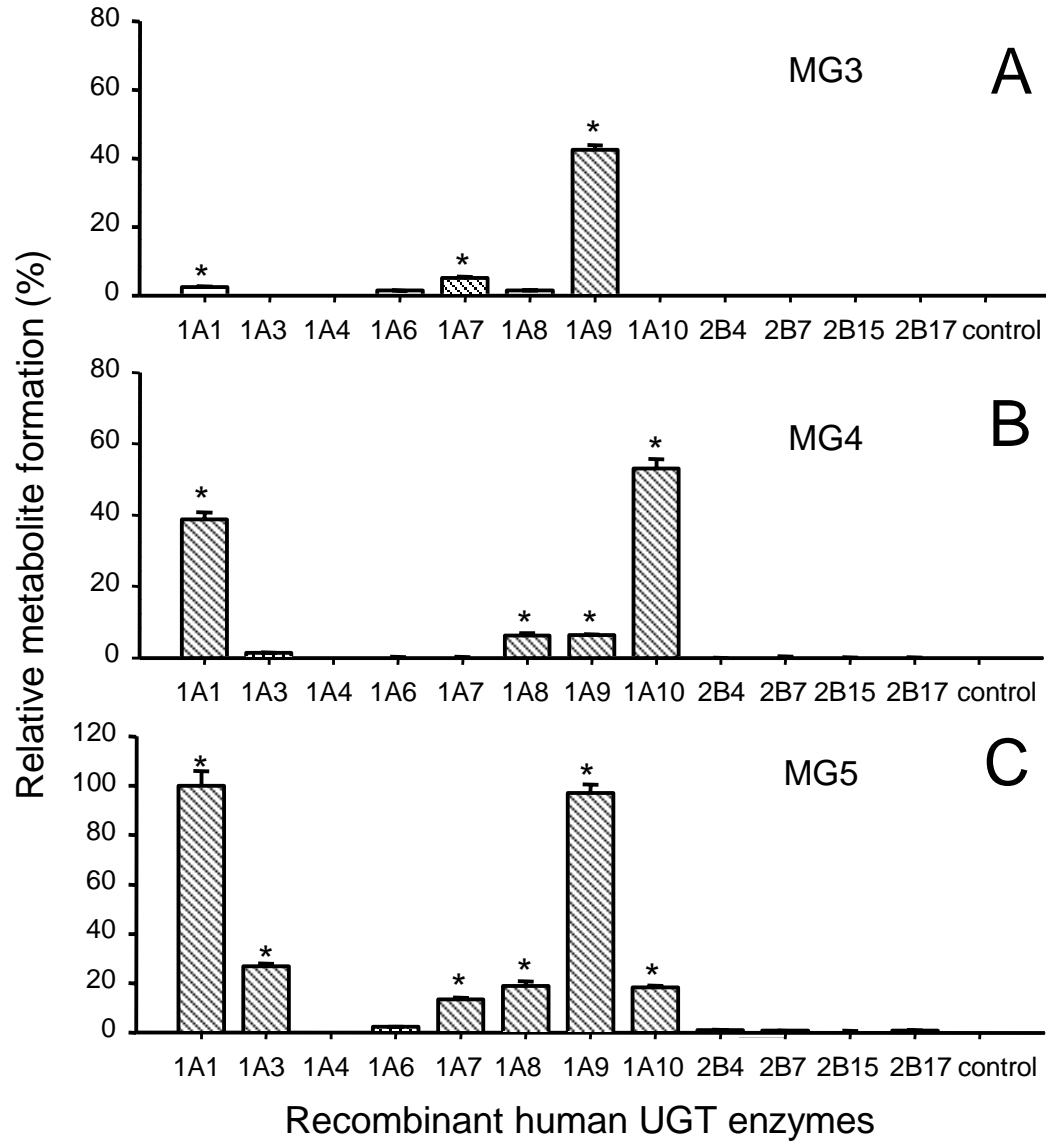 Relative metabolite formation (%)
80
60
40
20
0
MG3
A
*
*
*
1A1 1A3 1A4 1A6 1A7 1A8 1A9 1A10 2B4 2B7 2B15 2B17 control
80
60
40
20
0
MG4
B
*
*
*
*
1A1 1A3 1A4 1A6 1A7 1A8 1A9 1A10 2B4 2B7 2B15 2B17 control
120
100
80
60
40
20
0
MG5
C
*
*
*
*
*
*
1A1 1A3 1A4 1A6 1A7 1A8 1A9 1A10 2B4 2B7 2B15 2B17 control
Recombinant human UGT enzymes